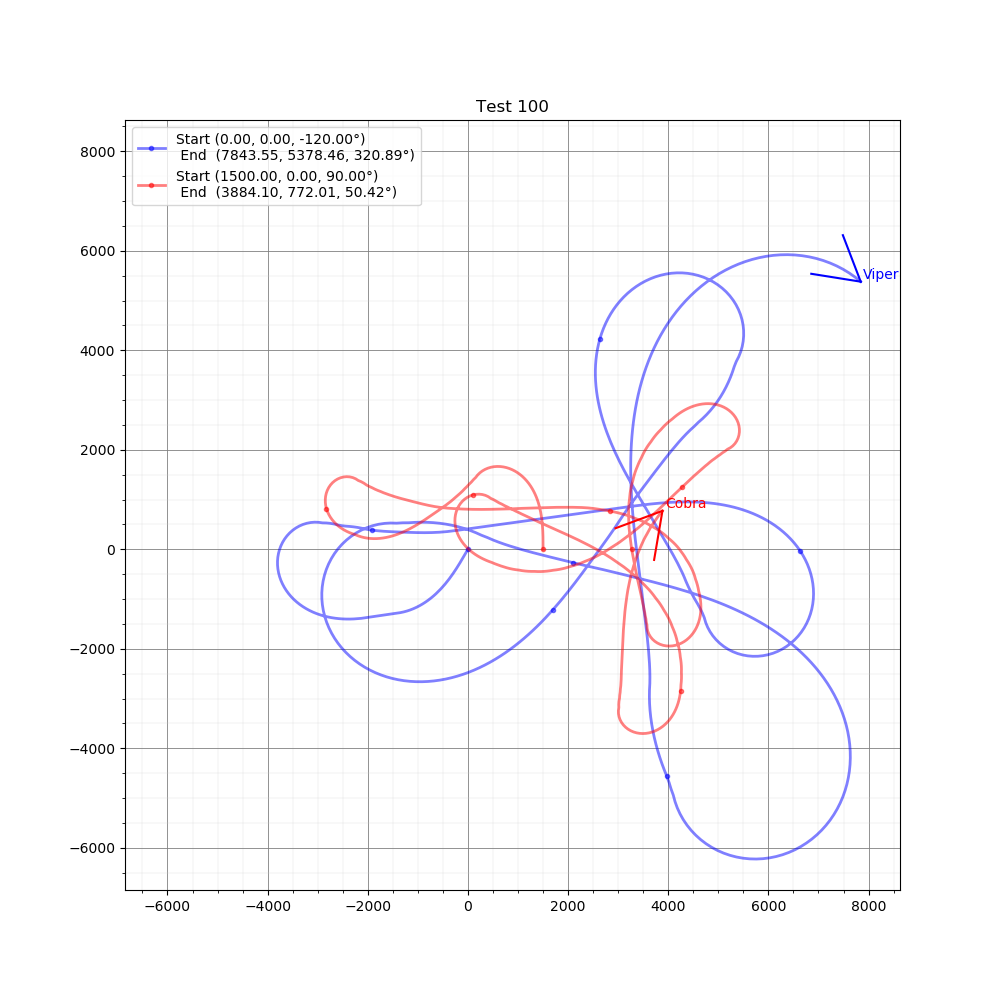 Test 100
Start (0.00, 0.00, -120.00°)
End (7843.55, 5378.46, 320.89°)
Start (1500.00, 0.00, 90.00°)
End (3884.10, 772.01, 50.42°)
8000
6000
4000
2000
0
−2000
−4000
−6000
Viper
Cobra
−6000 −4000 −2000 0 2000 4000 6000 8000